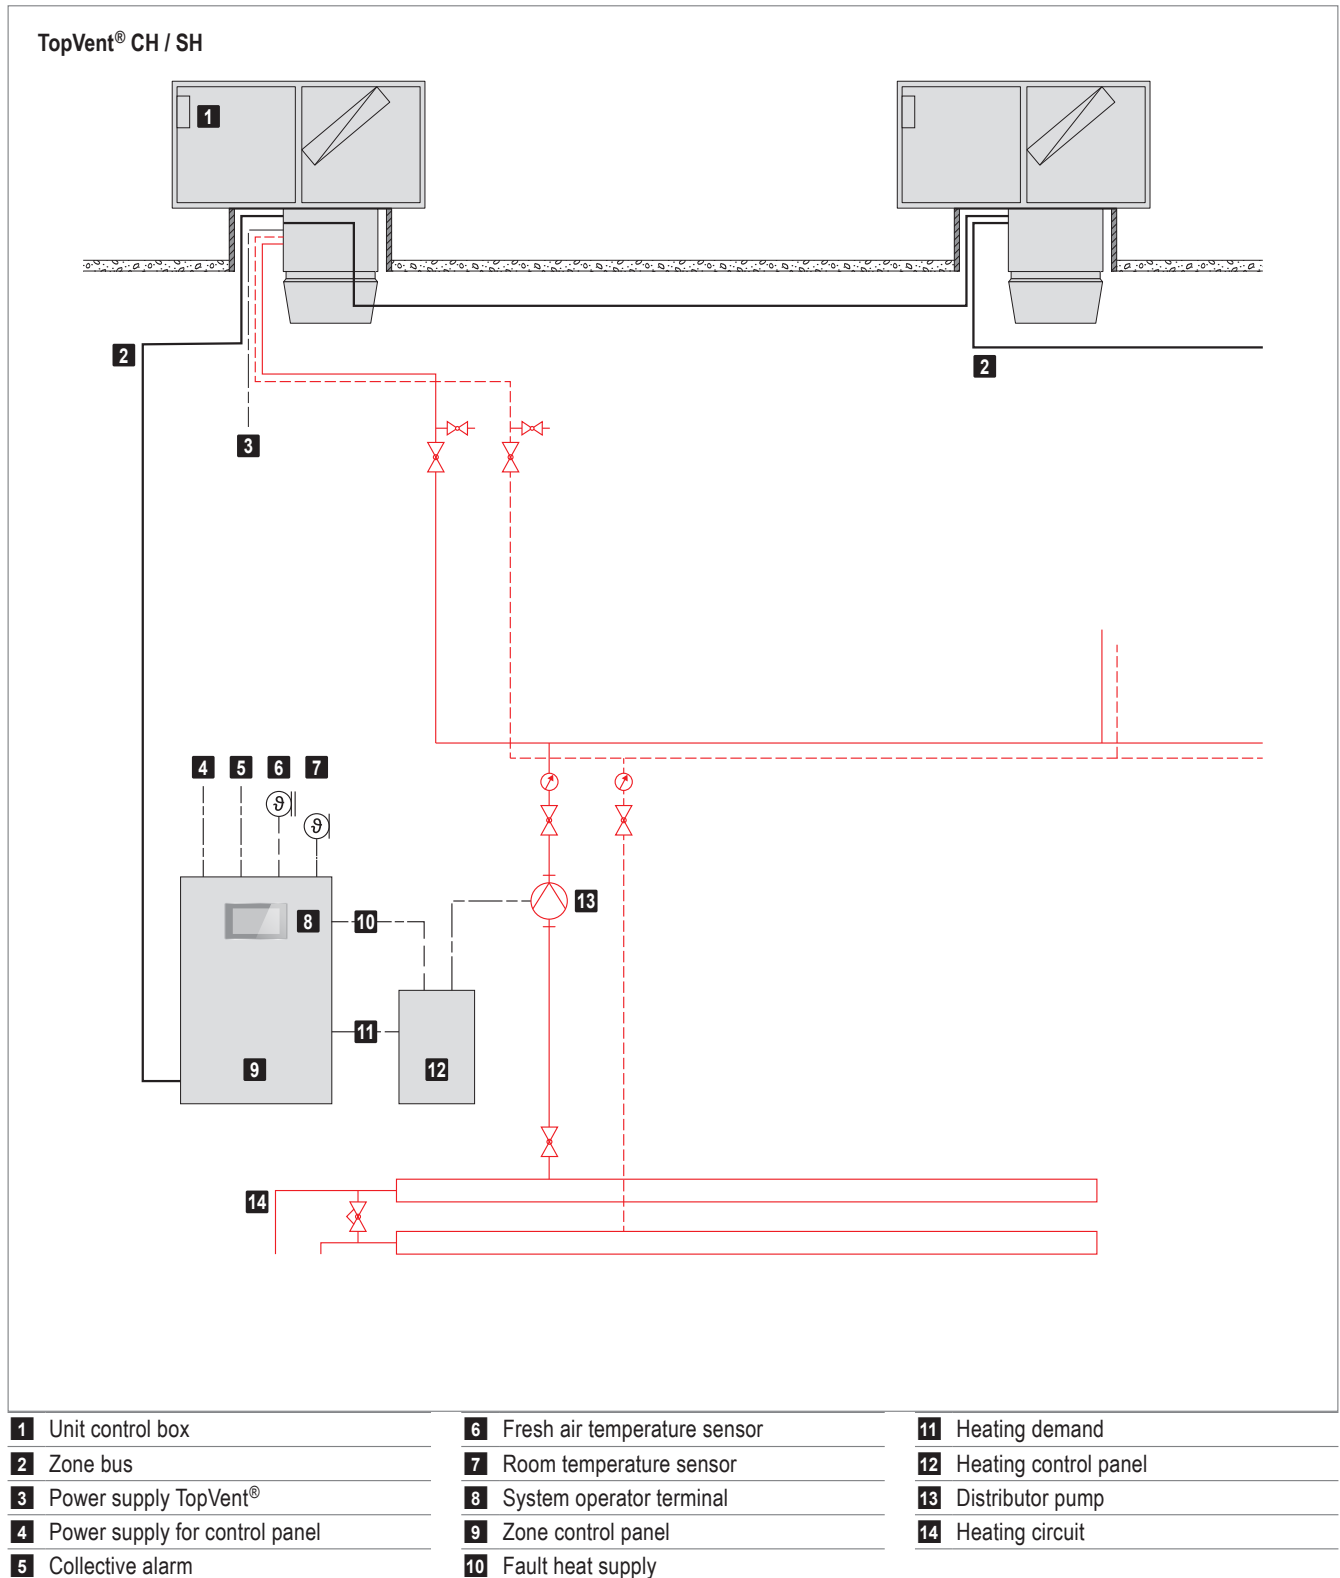 TopVent® CH / SH
1
2
2
3
4 5 6 7
ϑ
ϑ
8
10
13
11
9
12
14
1 Unit control box
2 Zone bus
3 Power supply TopVent®
4 Power supply for control panel
5 Collective alarm
6 Fresh air temperature sensor
7 Room temperature sensor
8 System operator terminal
9 Zone control panel
10 Fault heat supply
11 Heating demand
12 Heating control panel
13 Distributor pump
14 Heating circuit